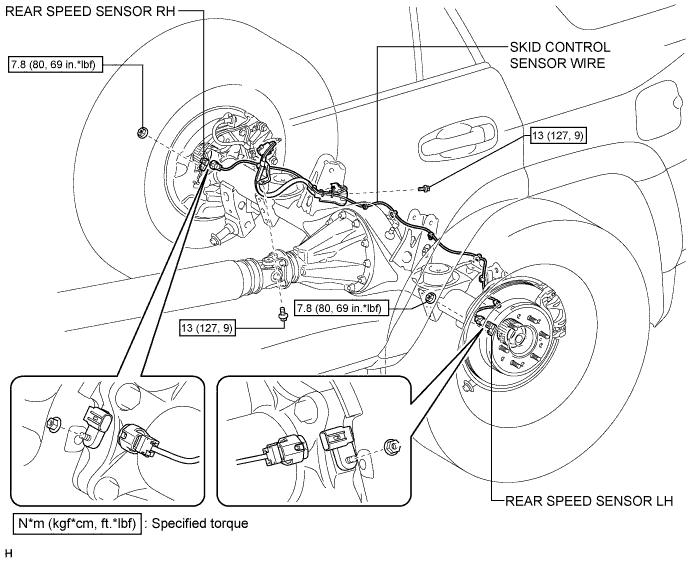 REAR SPEED SENSOR RH
7.8 (80, 69 in.*lbf)
SKID CONTROL
SENSOR WIRE
13 (127, 9)
7.8 (80, 69 in.*lbf)
13 (127, 9)
REAR SPEED SENSOR LH
N*m (kgf*cm, ft.*lbf) : Specified torque
H